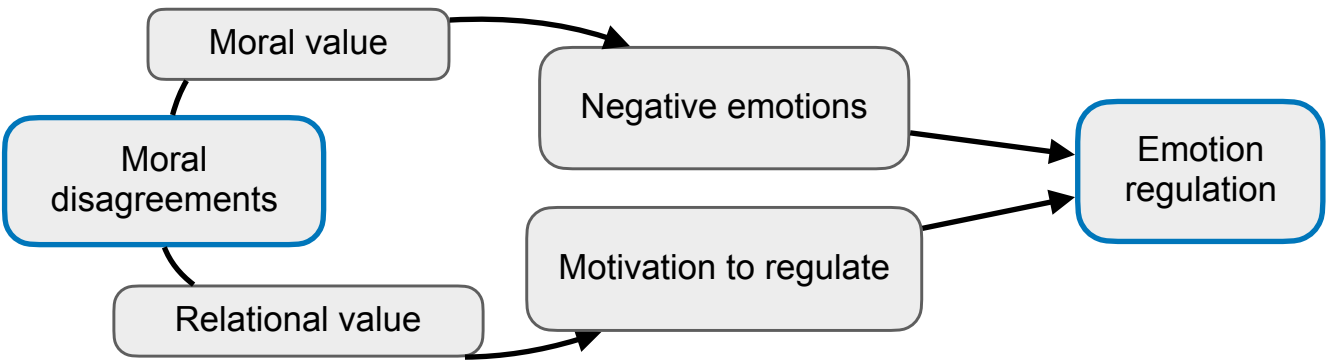 Moral value
Negative emotions
Moral
disagreements
Emotion
regulation
Motivation to regulate
Relational value